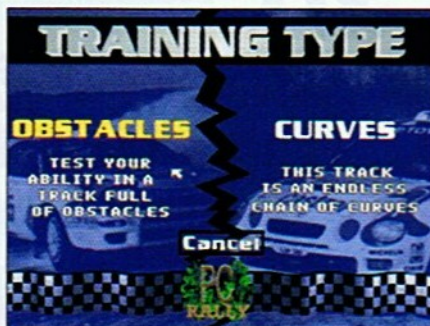 TRAINING TYPE
OBSTACLES
TEST YOUR
ABILITY IN A
TRACK FULL
OF OBSTACLES
CURVES
THIS TRACK
IS AN ENDLESS
CHAIN OF CURVES
Cancel
PC
RALLY